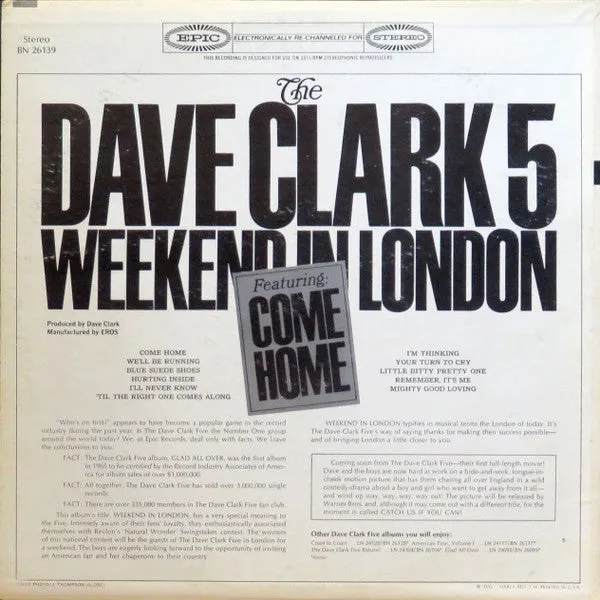 Stereo
BN 26139
EPIC ELECTRONICALLY RE-CHANNELED FOR STEREO
THIS RECORDING IS DESIGNED FOR USE ON 33⅓ RPM STEREOPHONIC REPRODUCERS
The
DAVE CLARK 5
WEEKEND IN LONDON
Featuring:
COME
HOME
Produced by Dave Clark
Manufactured by EROS
COME HOME
WE'LL BE RUNNING
BLUE SUEDE SHOES
HURTING INSIDE
I'LL NEVER KNOW
'TIL THE RIGHT ONE COMES ALONG
I'M THINKING
YOUR TURN TO CRY
LITTLE BITTY PRETTY ONE
REMEMBER, IT'S ME
MIGHTY GOOD LOVING
"Who's on first?" appears to have become a popular game in the record
industry during the past year. Is The Dave Clark Five the Number One group
around the world today? We, at Epic Records, deal only with facts. We leave
the conclusions to you.
FACT: The Dave Clark Five album, GLAD ALL OVER, was the first album
in 1965 to be certified by the Record Industry Associates of Amer-
ica for album sales of over $1,000,000.
FACT: All together, The Dave Clark Five has sold over 3,000,000 single
records.
FACT: There are over 335,000 members in The Dave Clark Five fan club.
This album's title, WEEKEND IN LONDON, has a very special meaning to
the Five. Intensely aware of their fans' loyalty, they enthusiastically associated
themselves with Revlon's "Natural Wonder" Swingstakes contest. The winners
of this national contest will be the guests of The Dave Clark Five in London for
a weekend. The boys are eagerly looking forward to the opportunity of inviting
an American fan and her chaperone to their country.
WEEKEND IN LONDON typifies in musical terms the London of today. It's
The Dave Clark Five's way of saying thanks for making their success possible—
and of bringing London a little closer to you.
Coming soon from The Dave Clark Five—their first full-length movie!
Dave and the boys are now hard at work on a hide-and-seek, tongue-in-
cheek motion picture that has them chasing all over England in a wild
comedy-drama about a boy and girl who want to get away from it all—
and wind up way, way, way, way out! The picture will be released by
Warner Bros. and, although it may come out with a different title, for the
moment is called CATCH US IF YOU CAN!
Other Dave Clark Five albums you will enjoy:
Coast to Coast
American Tour, Volume I
The Dave Clark Five Return!
Glad All Over
5